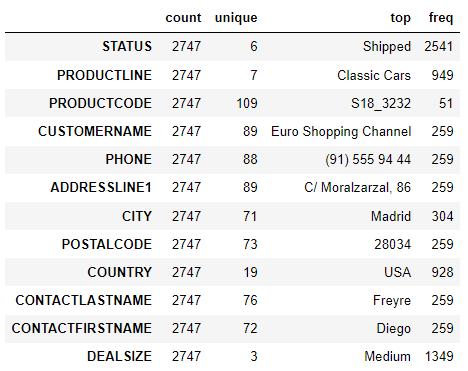 count unique top freq
STATUS 2747 6 Shipped 2541
PRODUCTLINE 2747 7 Classic Cars 949
PRODUCTCODE 2747 109 S18_3232 51
CUSTOMERNAME 2747 89 Euro Shopping Channel 259
PHONE 2747 88 (91) 555 94 44 259
ADDRESSLINE1 2747 89 C/ Moralzarzal, 86 259
CITY 2747 71 Madrid 304
POSTALCODE 2747 73 28034 259
COUNTRY 2747 19 USA 928
CONTACTLASTNAME 2747 76 Freyre 259
CONTACTFIRSTNAME 2747 72 Diego 259
DEALSIZE 2747 3 Medium 1349